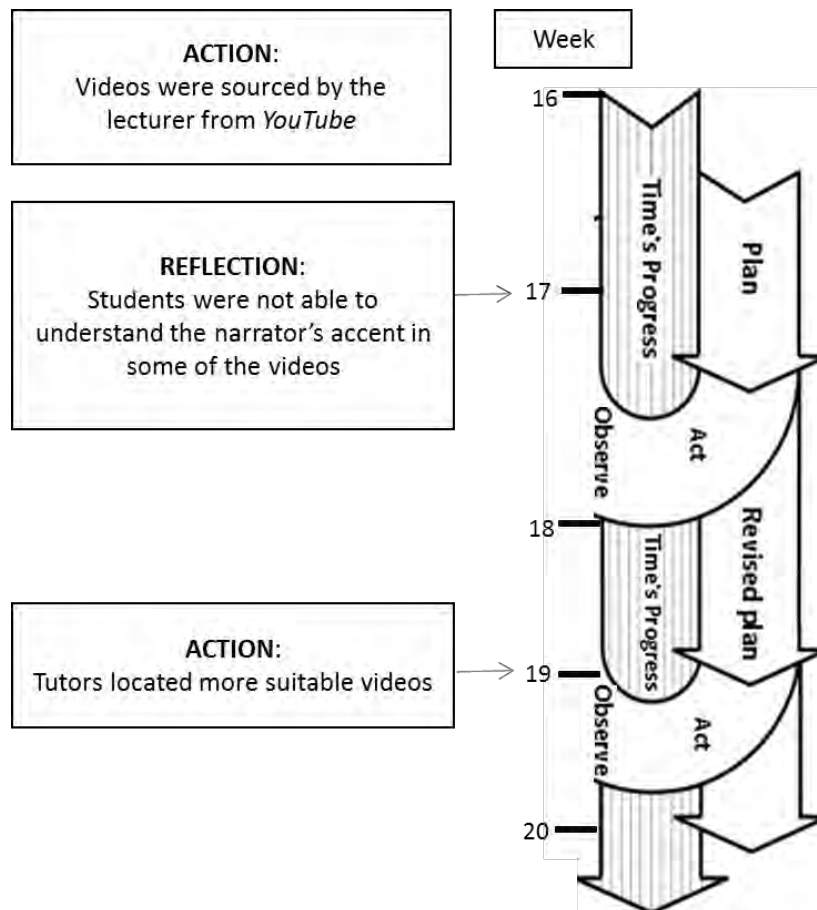 ACTION:
Videos were sourced by the
lecturer from YouTube
Week
16
REFLECTION:
Students were not able to
understand the narrator's accent in
some of the videos
17
Time's Progress
Plan
Observe
Act
18
Time's Progress
Revised plan
ACTION:
Tutors located more suitable videos
19
Observe
Act
20